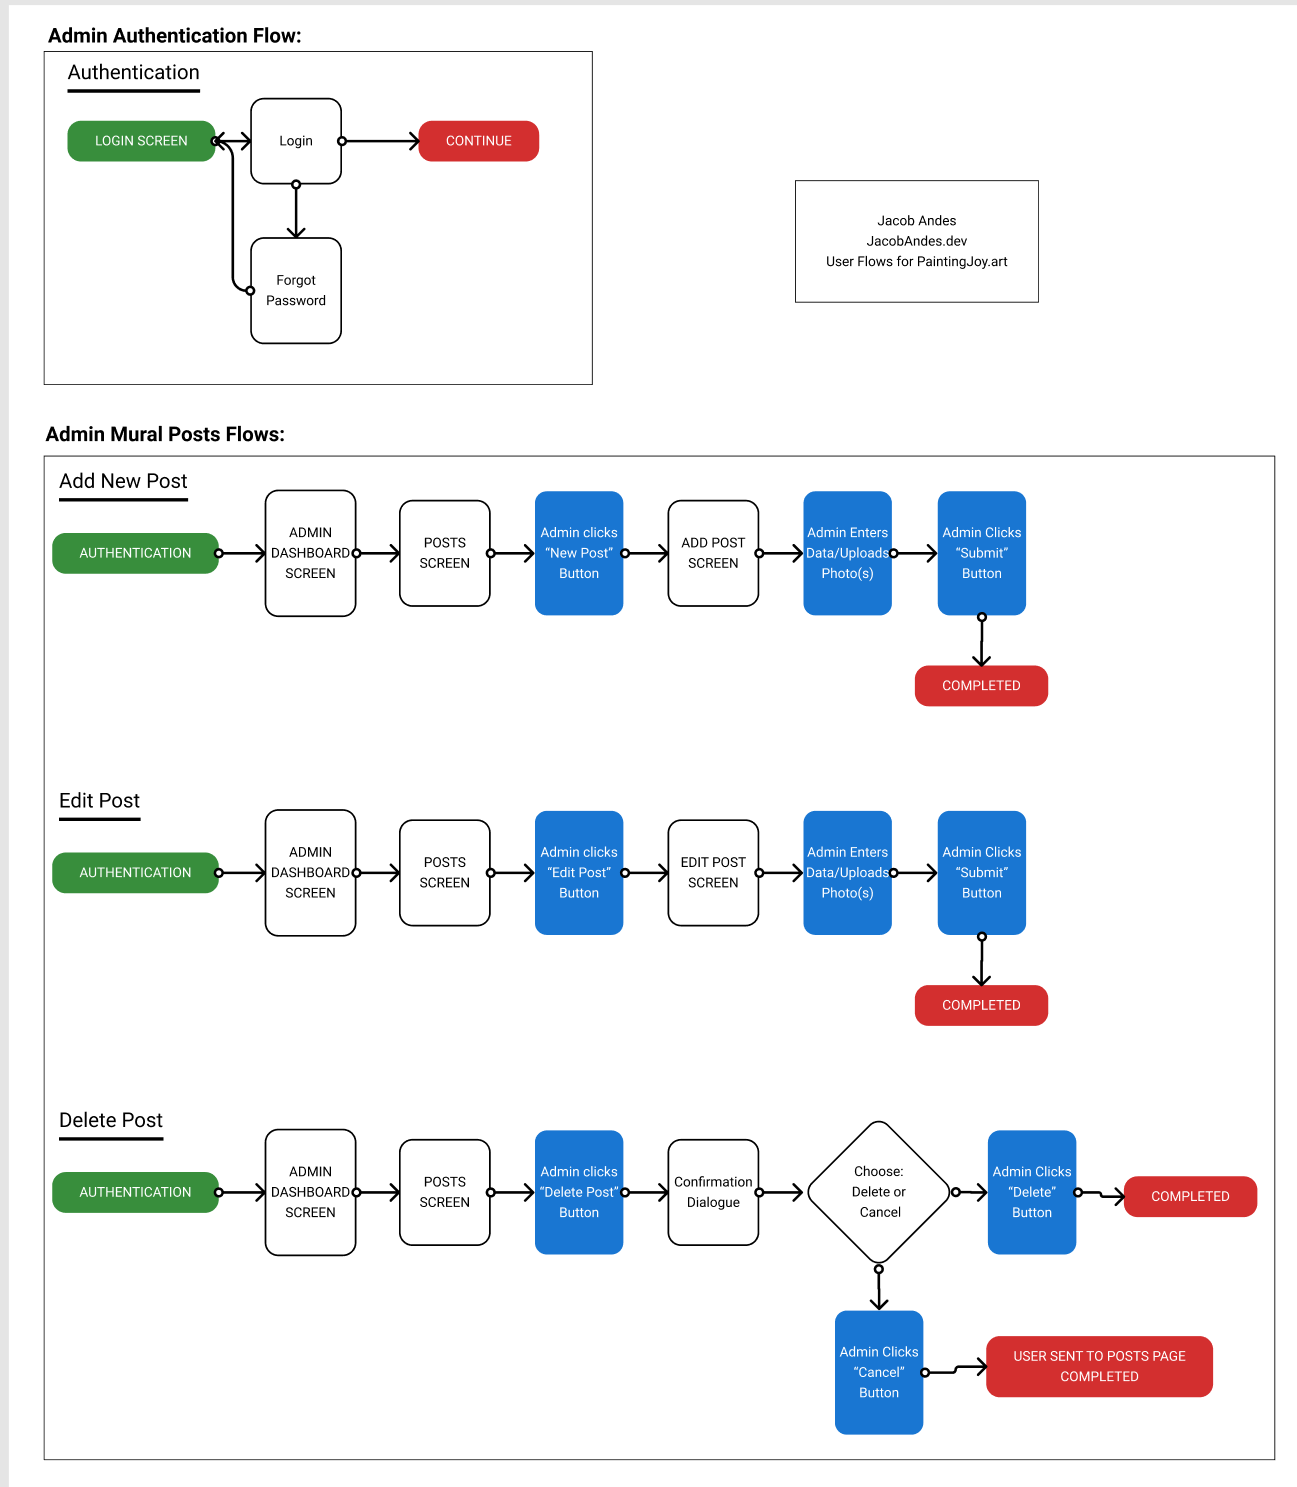 Admin Authentication Flow:
Authentication
LOGIN SCREEN
Login
CONTINUE
Forgot
Password
Jacob Andes
JacobAndes.dev
User Flows for PaintingJoy.art
Admin Mural Posts Flows:
Add New Post
AUTHENTICATION
ADMIN
DASHBOARD
SCREEN
POSTS
SCREEN
Admin clicks
“New Post”
Button
ADD POST
SCREEN
Admin Enters
Data/Uploads
Photo(s)
Admin Clicks
“Submit”
Button
COMPLETED
Edit Post
AUTHENTICATION
ADMIN
DASHBOARD
SCREEN
POSTS
SCREEN
Admin clicks
“Edit Post”
Button
EDIT POST
SCREEN
Admin Enters
Data/Uploads
Photo(s)
Admin Clicks
“Submit”
Button
COMPLETED
Delete Post
AUTHENTICATION
ADMIN
DASHBOARD
SCREEN
POSTS
SCREEN
Admin clicks
“Delete Post”
Button
Confirmation
Dialogue
Choose:
Delete or
Cancel
Admin Clicks
“Delete”
Button
COMPLETED
Admin Clicks
“Cancel”
Button
USER SENT TO POSTS PAGE
COMPLETED